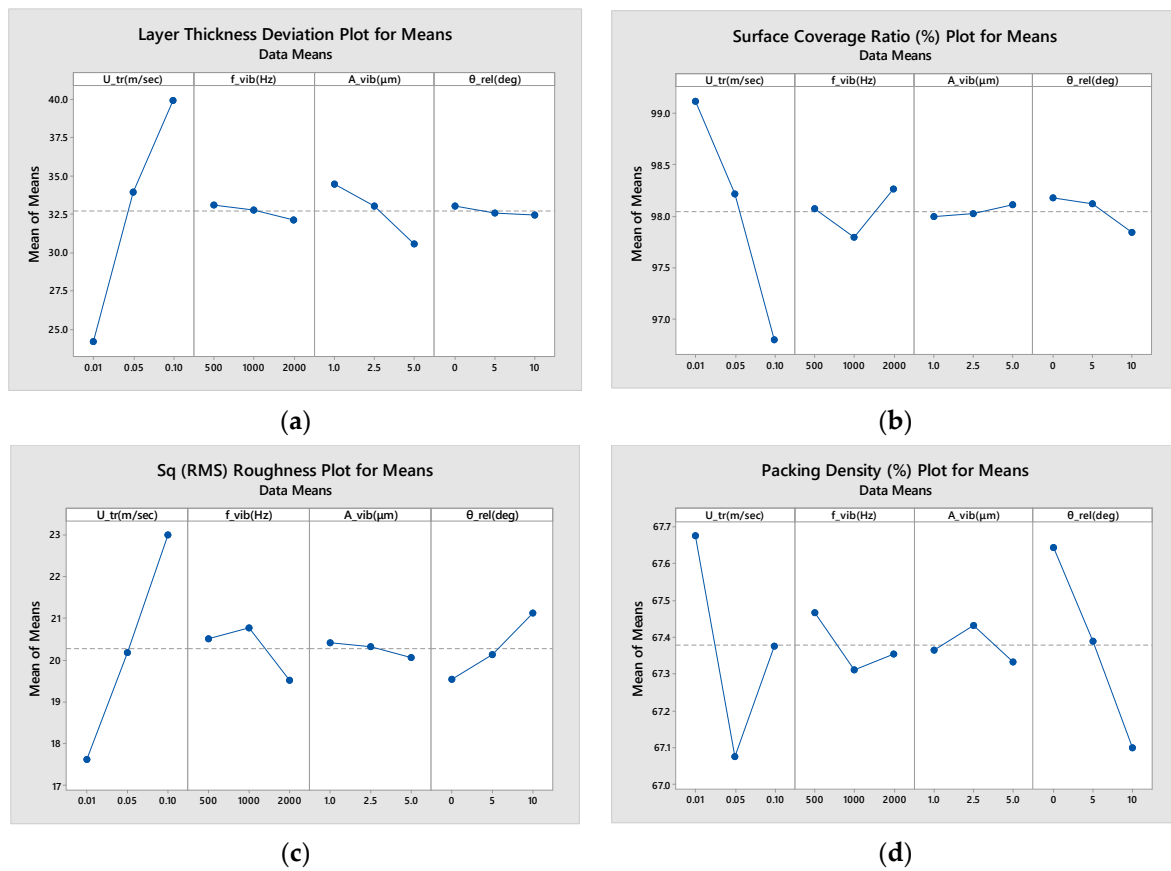 Layer Thickness Deviation Plot for Means
Data Means
U_tr(m/sec) f_vib(Hz) A_vib(µm) θ_rel(deg)
Mean of Means
40.0
37.5
35.0
32.5
30.0
27.5
25.0
0.01 0.05 0.10 500 1000 2000 1.0 2.5 5.0 0 5 10
(a)
Surface Coverage Ratio (%) Plot for Means
Data Means
U_tr(m/sec) f_vib(Hz) A_vib(µm) θ_rel(deg)
Mean of Means
99.0
98.5
98.0
97.5
97.0
0.01 0.05 0.10 500 1000 2000 1.0 2.5 5.0 0 5 10
(b)
Sq (RMS) Roughness Plot for Means
Data Means
U_tr(m/sec) f_vib(Hz) A_vib(µm) θ_rel(deg)
Mean of Means
23
22
21
20
19
18
17
0.01 0.05 0.10 500 1000 2000 1.0 2.5 5.0 0 5 10
(c)
Packing Density (%) Plot for Means
Data Means
U_tr(m/sec) f_vib(Hz) A_vib(µm) θ_rel(deg)
Mean of Means
67.7
67.6
67.5
67.4
67.3
67.2
67.1
67.0
0.01 0.05 0.10 500 1000 2000 1.0 2.5 5.0 0 5 10
(d)